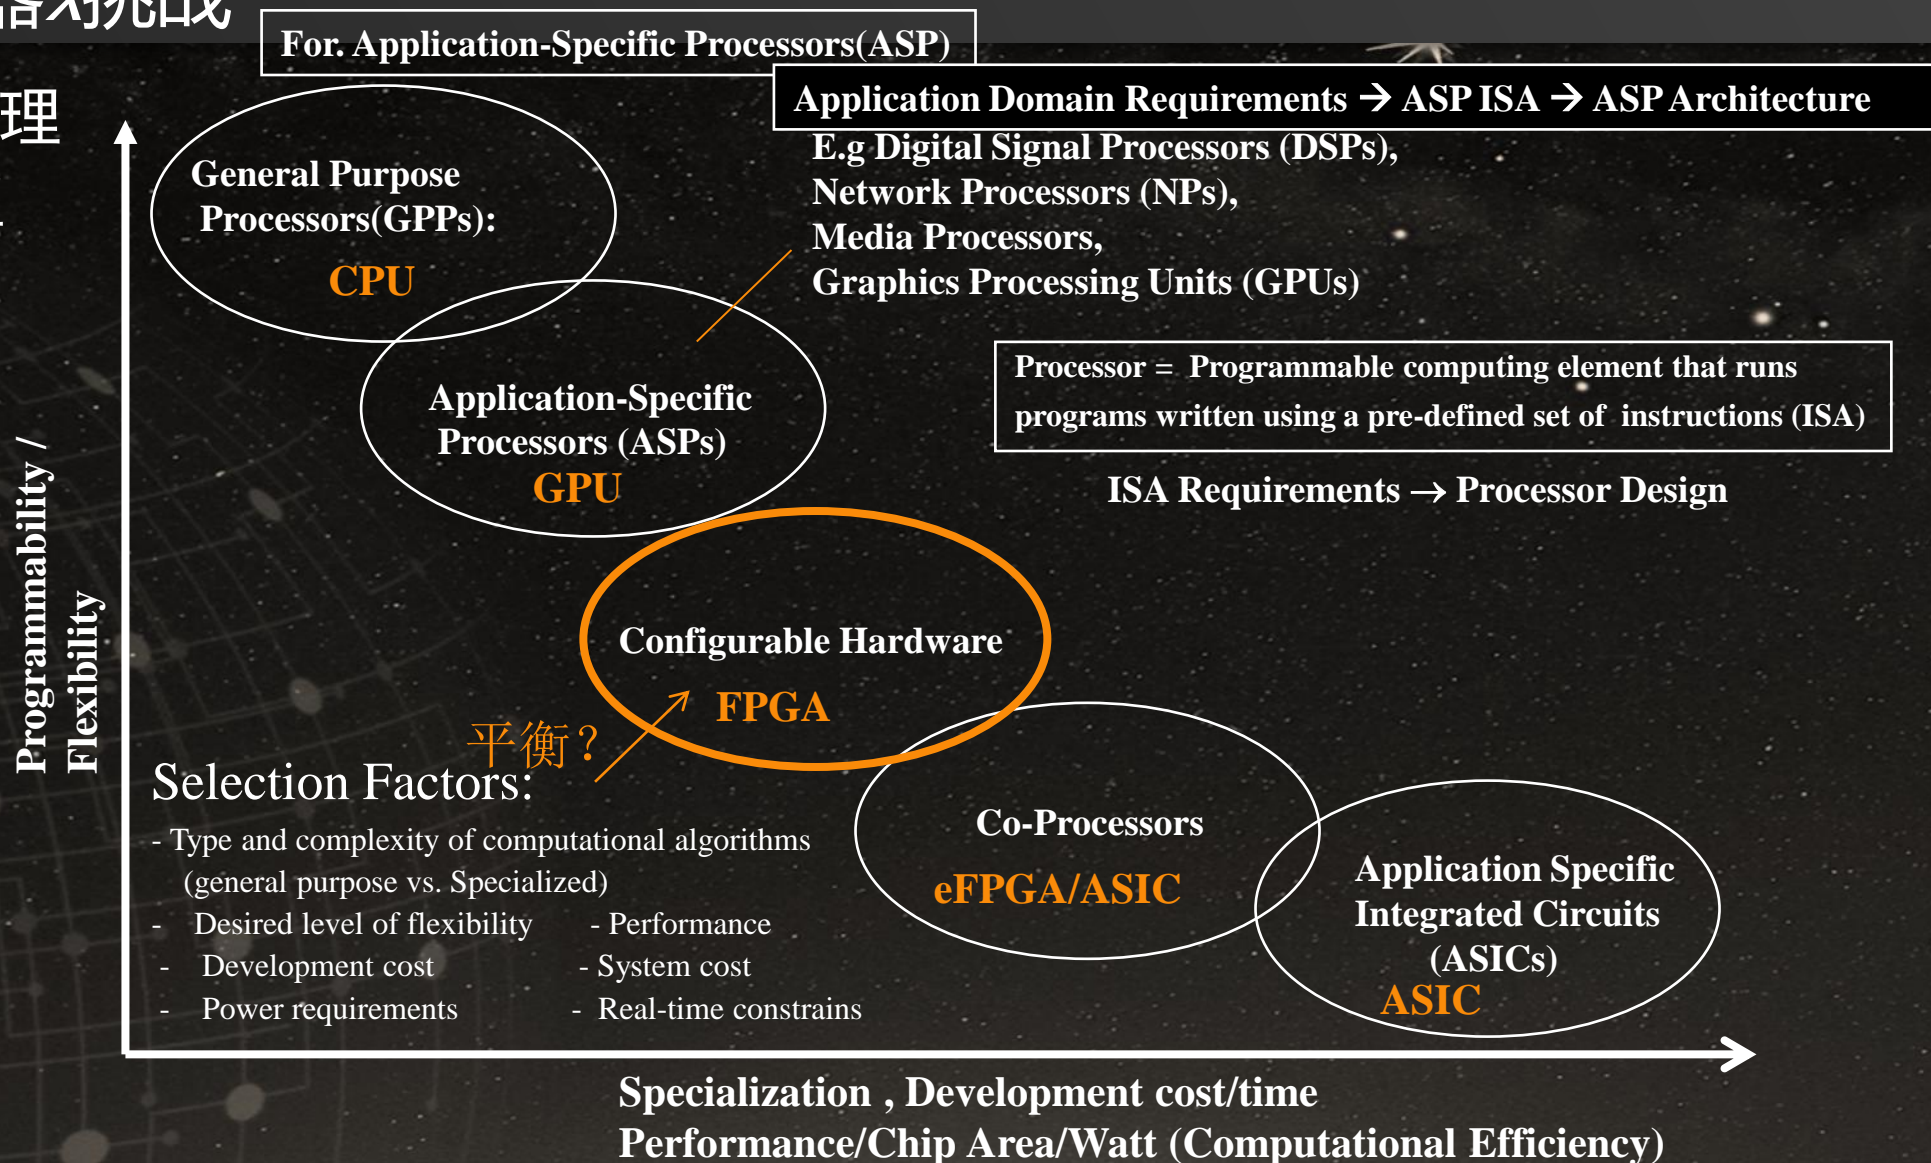 器对挑战
理
For. Application-Specific Processors(ASP)
Application Domain Requirements → ASP ISA → ASP Architecture
E.g Digital Signal Processors (DSPs),
Network Processors (NPs),
Media Processors,
Graphics Processing Units (GPUs)
General Purpose
Processors(GPPs):
CPU
Processor = Programmable computing element that runs
programs written using a pre-defined set of instructions (ISA)
ISA Requirements → Processor Design
Application-Specific
Processors (ASPs)
GPU
Programmability /
Flexibility
Configurable Hardware
FPGA
平衡？
Selection Factors:
- Type and complexity of computational algorithms
(general purpose vs. Specialized)
- Desired level of flexibility - Performance
- Development cost - System cost
- Power requirements - Real-time constrains
Co-Processors
eFPGA/ASIC
Application Specific
Integrated Circuits
(ASICs)
ASIC
Specialization , Development cost/time
Performance/Chip Area/Watt (Computational Efficiency)